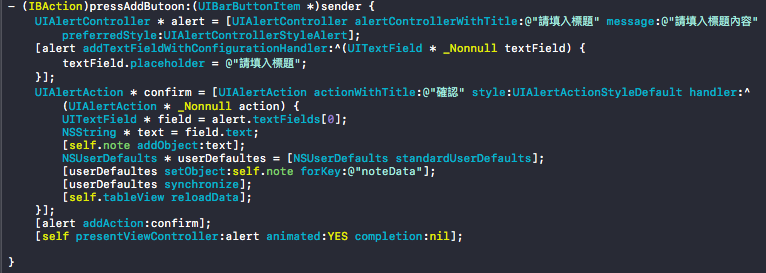 - (IBAction)pressAddButoon:(UIBarButtonItem *)sender {
    UIAlertController * alert = [UIAlertController alertControllerWithTitle:@"請填入標題" message:@"請填入標題內容"
        preferredStyle:UIAlertControllerStyleAlert];
    [alert addTextFieldWithConfigurationHandler:^(UITextField * _Nonnull textField) {
        textField.placeholder = @"請填入標題";
    }];
    UIAlertAction * confirm = [UIAlertAction actionWithTitle:@"確認" style:UIAlertActionStyleDefault handler:^
        (UIAlertAction * _Nonnull action) {
        UITextField * field = alert.textFields[0];
        NSString * text = field.text;
        [self.note addObject:text];
        NSUserDefaults * userDefaultes = [NSUserDefaults standardUserDefaults];
        [userDefaultes setObject:self.note forKey:@"noteData"];
        [userDefaultes synchronize];
        [self.tableView reloadData];
    }];
    [alert addAction:confirm];
    [self presentViewController:alert animated:YES completion:nil];
}